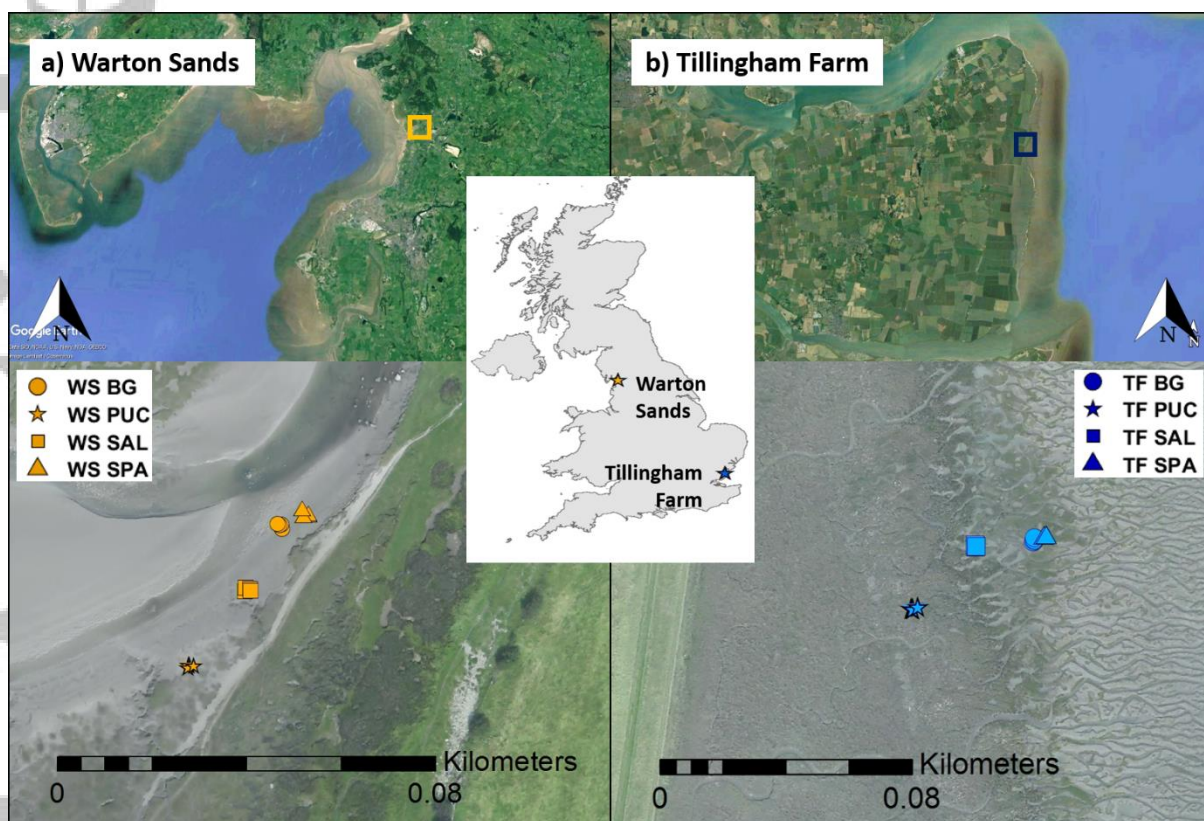 a) Warton Sands
b) Tillingham Farm
N
Google Earth
N
N
Warton
Sands
Tillingham
Farm
WS BG
WS PUC
WS SAL
WS SPA
TF BG
TF PUC
TF SAL
TF SPA
Kilometers
0
0.08
Kilometers
0
0.08